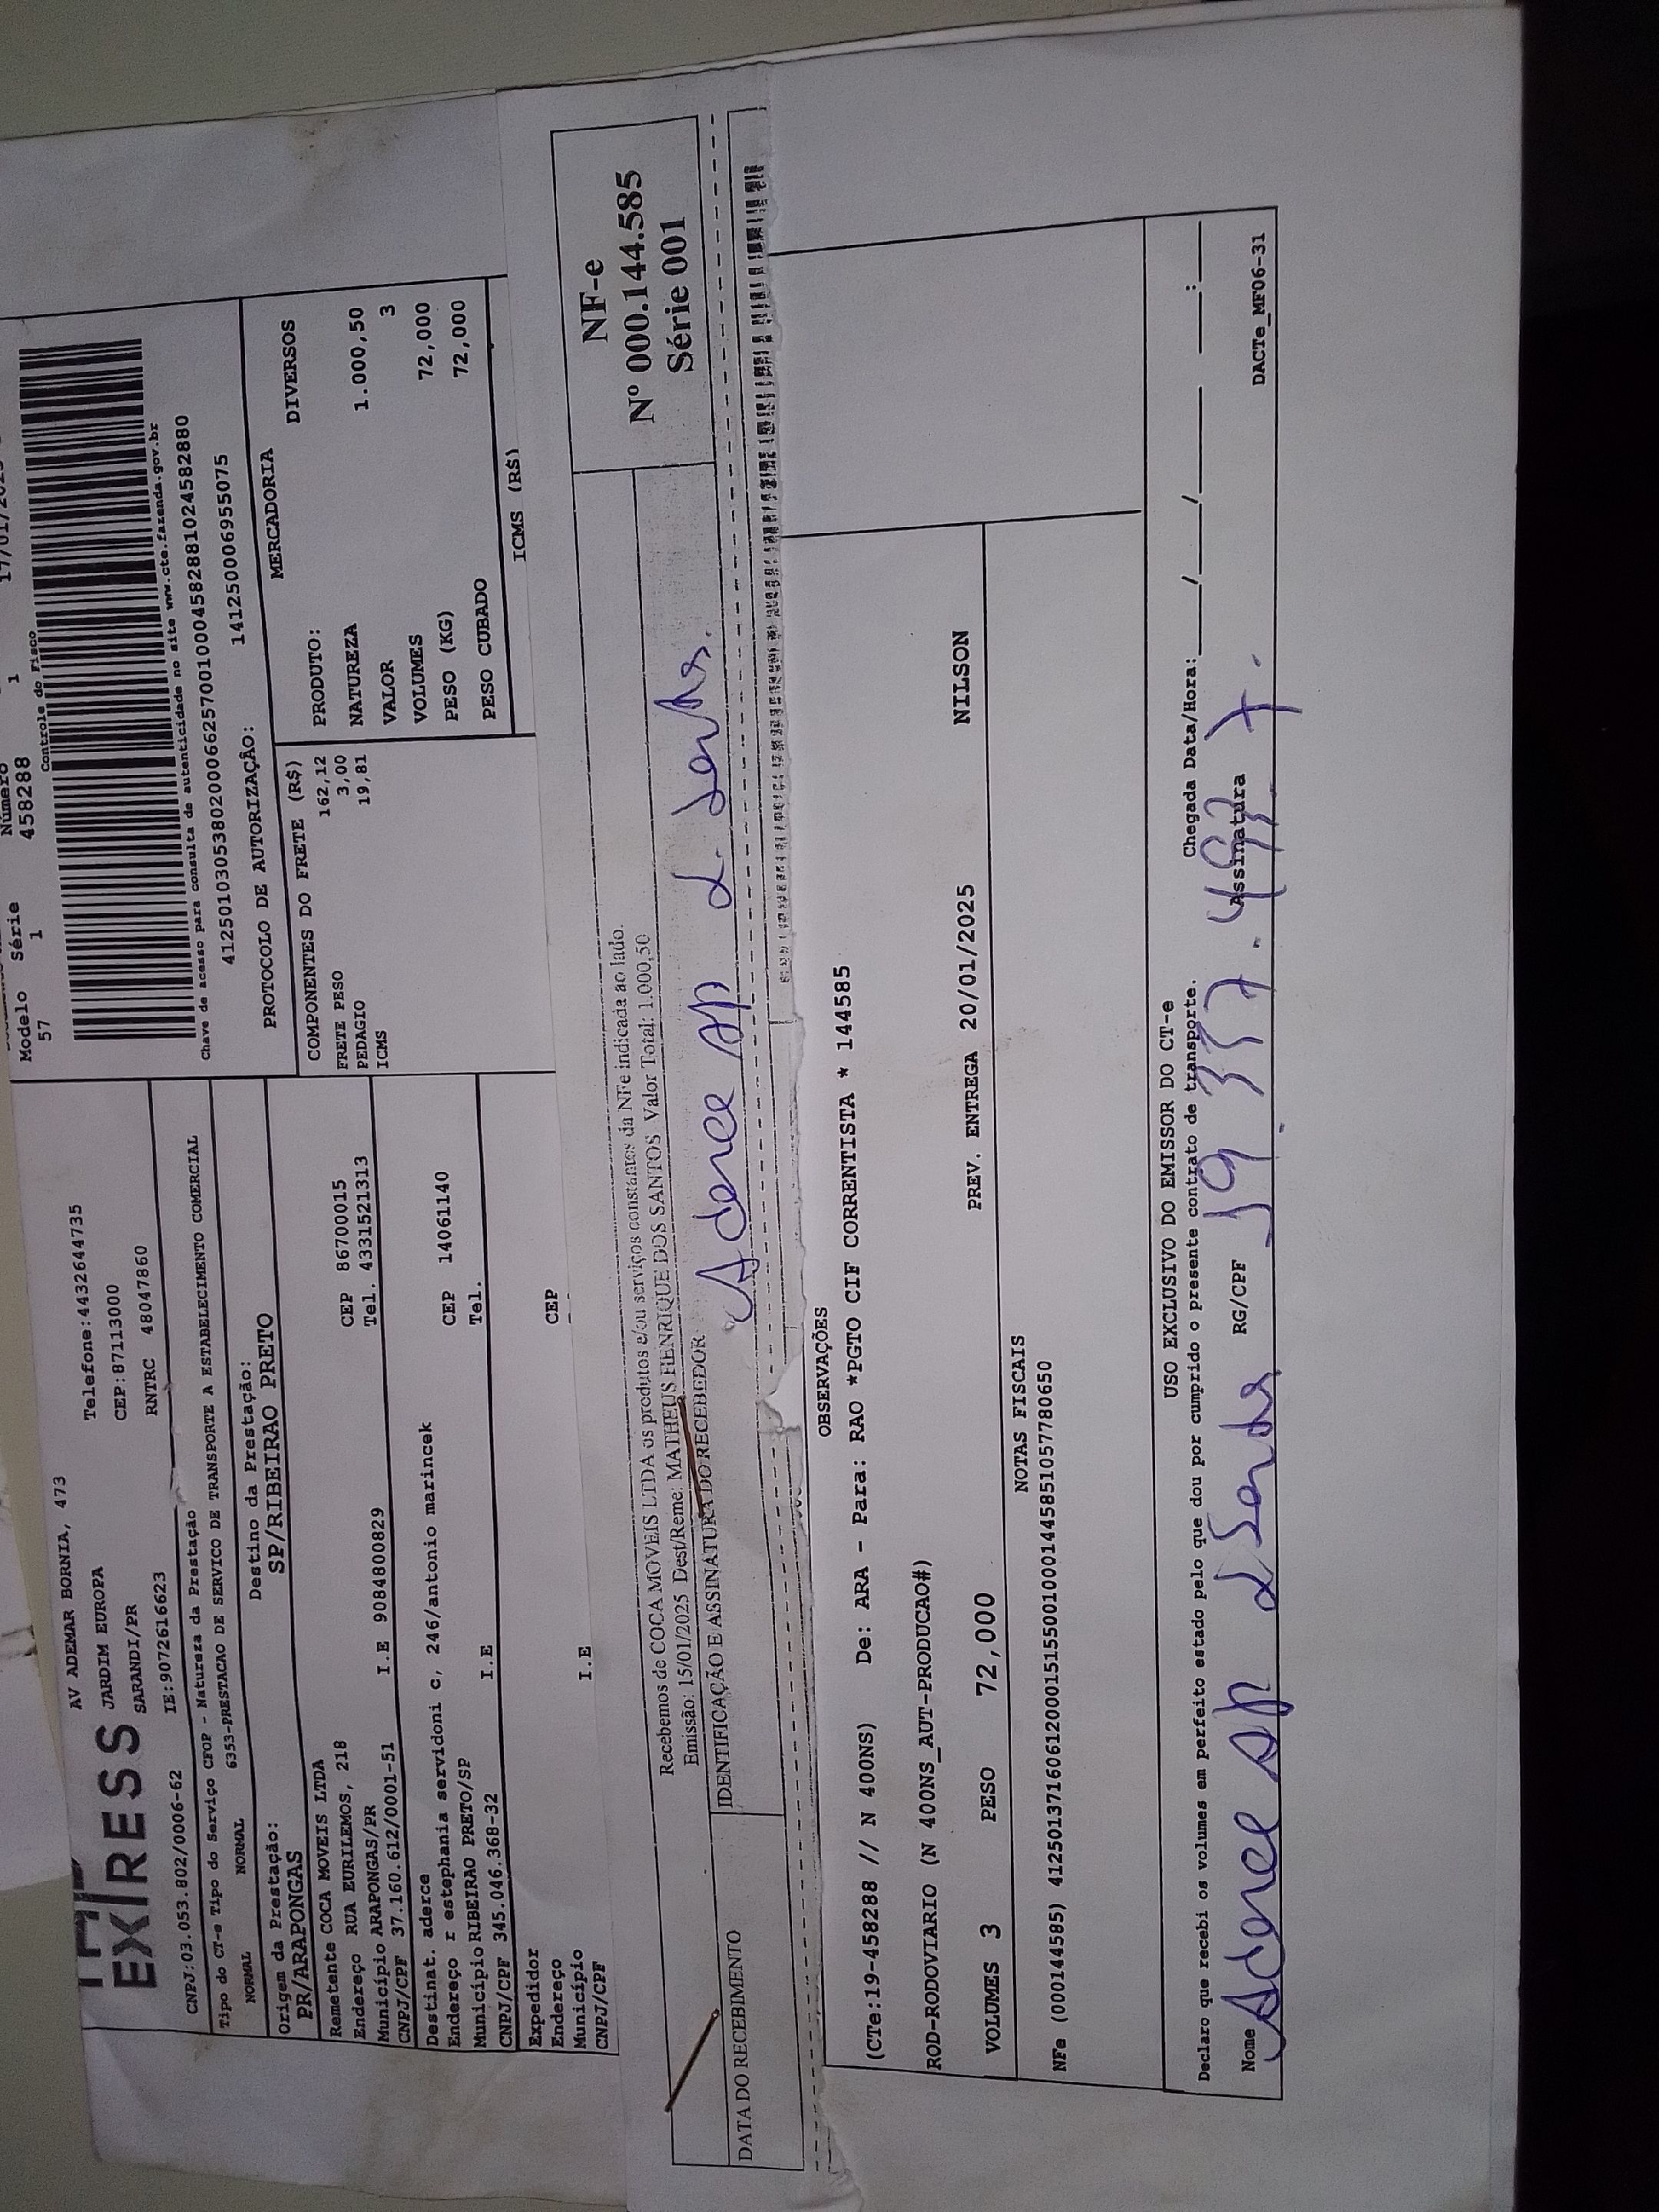 EXPRESS
AV ADEMAR BORNIA, 473
JARDIM EUROPA
SARANDI/PR
Telefone:4432644735
CEP:87113000
CNPJ:03.053.802/0006-62 IE:9072616623 RNTRC 48047860
Modelo Série Número
57 1 458288 1
Controle do Fisco
Chave de acesso para consulta de autenticidade no site www.cte.fazenda.gov.br
41250103053802000662570010004582881024582880
PROTOCOLO DE AUTORIZAÇÃO: 141250006955075
Tipo do CT-e Tipo do Serviço CFOP - Natureza da Prestação
NORMAL NORMAL 6353-PRESTACAO DE SERVICO DE TRANSPORTE A ESTABELECIMENTO COMERCIAL
Origem da Prestação: Destino da Prestação:
PR/ARAPONGAS SP/RIBEIRAO PRETO
Remetente COCA MOVEIS LTDA
Endereço RUA EURILEMOS, 218 CEP 86700015
Município ARAPONGAS/PR Tel. 4331521313
CNPJ/CPF 37.160.612/0001-51 I.E 9084800829
Destinat. aderce
Endereço r estephania servidoni c, 246/antonio marincek CEP 14061140
Município RIBEIRAO PRETO/SP Tel.
CNPJ/CPF 345.046.368-32 I.E
Expedidor
Endereço CEP
Município
CNPJ/CPF I.E
COMPONENTES DO FRETE (R$)
FRETE PESO 162,12
PEDAGIO 3,00
ICMS 19,81
MERCADORIA
PRODUTO: DIVERSOS
NATUREZA
VALOR 1.000,50
VOLUMES 3
PESO (KG) 72,000
PESO CUBADO 72,000
ICMS (R$)
Recebemos de COCA MOVEIS LTDA os produtos e/ou serviços constantes da NFe indicada ao lado.
Emissão: 15/01/2025 Dest/Reme: MATHEUS HENRIQUE DOS SANTOS Valor Total: 1.000,50
DATA DO RECEBIMENTO
IDENTIFICAÇÃO E ASSINATURA DO RECEBEDOR
NF-e
Nº 000.144.585
Série 001
OBSERVAÇÕES
(CTe:19-458288 // N 400NS) De: ARA - Para: RAO *PGTO CIF CORRENTISTA * 144585
ROD-RODOVIARIO (N 400NS_AUT-PRODUCAO#)
VOLUMES 3 PESO 72,000 PREV. ENTREGA 20/01/2025 NILSON
NOTAS FISCAIS
NFe (000144585) 41250137160612000151550010001445851057780650
USO EXCLUSIVO DO EMISSOR DO CT-e
Declaro que recebi os volumes em perfeito estado pelo que dou por cumprido o presente contrato de transporte. Chegada Data/Hora: / / :
Nome RG/CPF Assinatura
DACTe_MF06-31